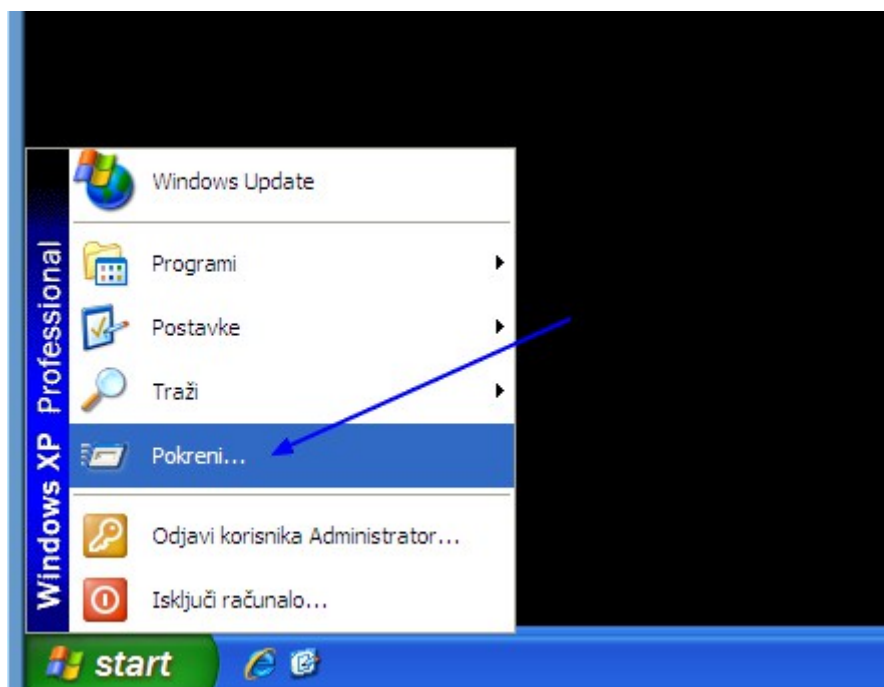 Windows XP Professional
Windows Update
Programi
Postavke
Traži
Pokreni...
Odjavi korisnika Administrator...
Isključi računalo...
start